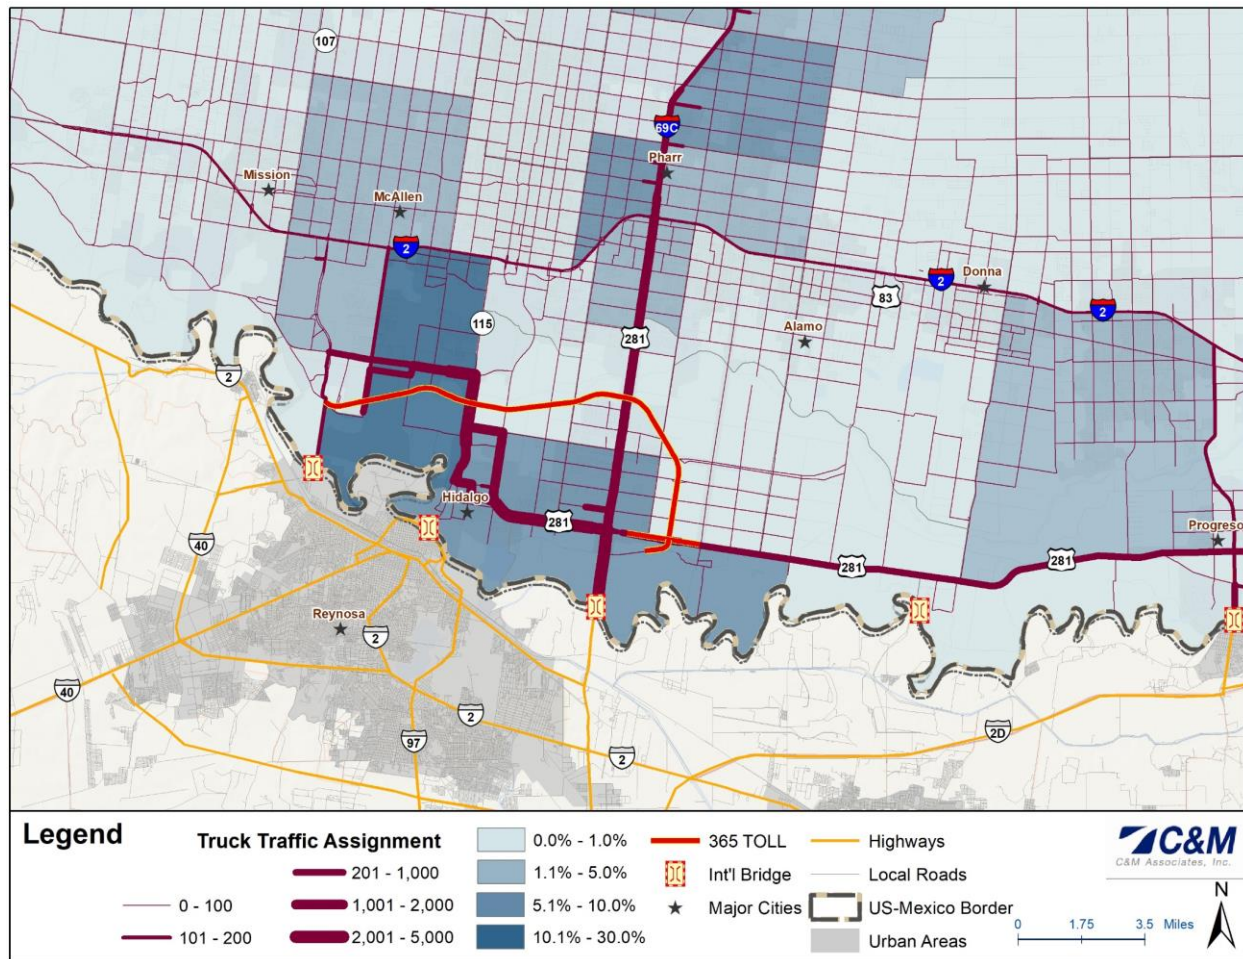 107
69C
Pharr
Mission
McAllen
2
Donna
2
83
2
115
281
Alamo
2
Hidalgo
281
Progreso
281
281
40
Reynosa
2
40
2
97
2
2D
Legend
Truck Traffic Assignment
0 - 100
101 - 200
201 - 1,000
1,001 - 2,000
2,001 - 5,000
0.0% - 1.0%
1.1% - 5.0%
5.1% - 10.0%
10.1% - 30.0%
365 TOLL
Int'l Bridge
Major Cities
Highways
Local Roads
US-Mexico Border
Urban Areas
C&M
C&M Associates, Inc.
N
0 1.75 3.5 Miles